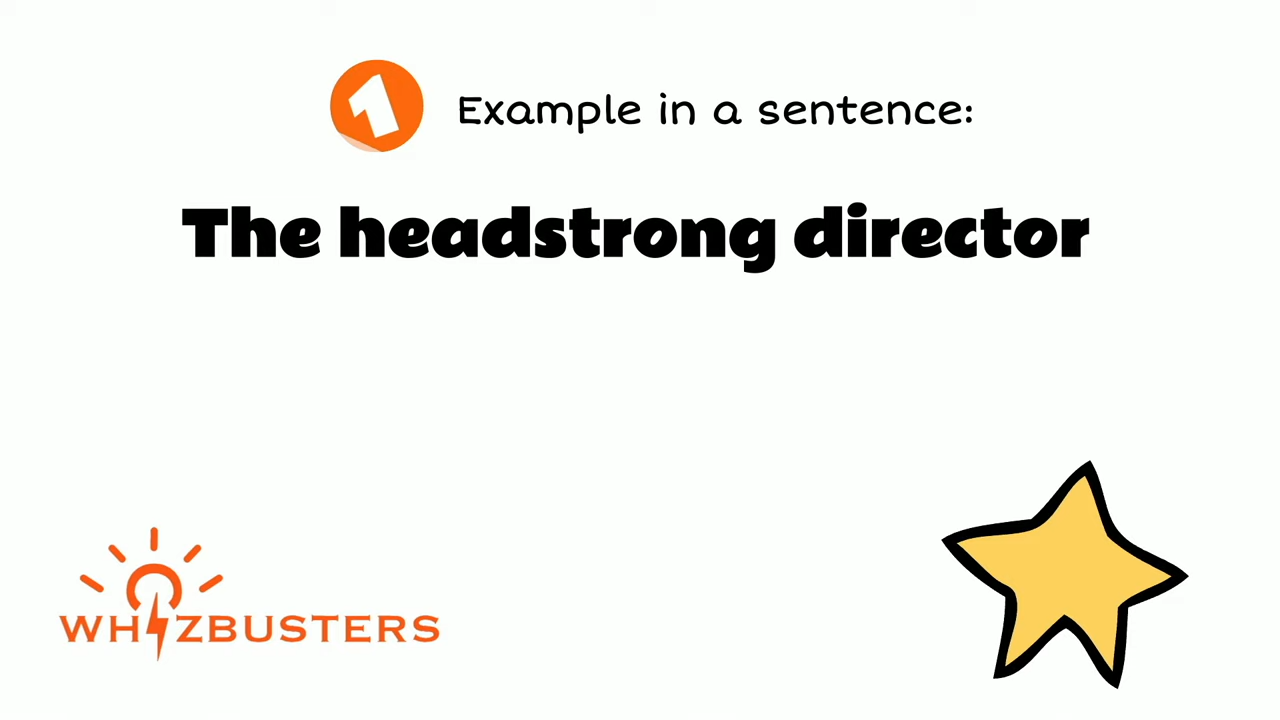 1 Example in a sentence:
The headstrong director
WHIZBUSTERS